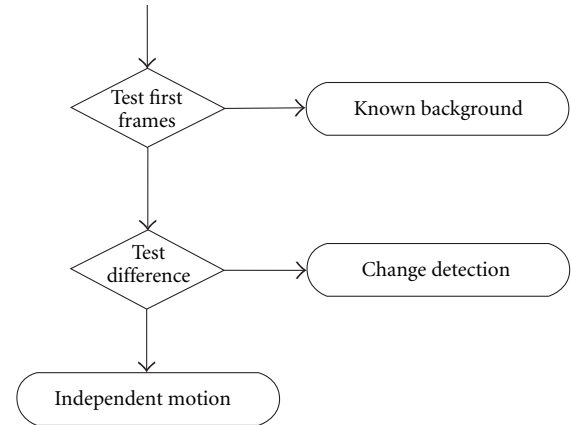 Test first
frames
Known background
Test
difference
Change detection
Independent motion